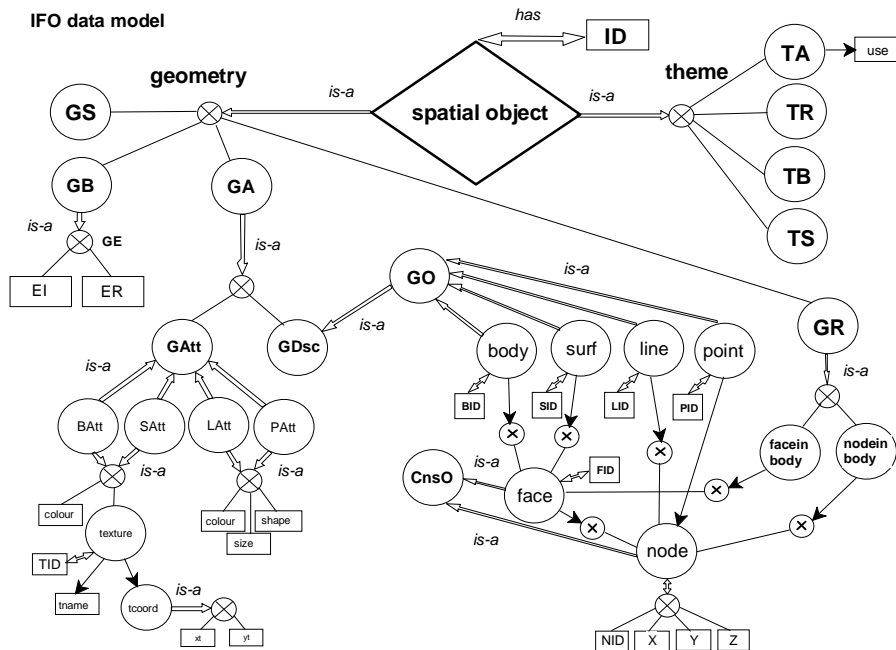 IFO data model
has
ID
geometry
theme
TA
use
GS
is-a
spatial object
is-a
TR
GB
GA
TB
is-a
GE
is-a
TS
EI
ER
GO
is-a
is-a
GAtt
GDsc
GR
is-a
body
surf
line
point
is-a
BID
SID
LID
PID
BAtt
SAtt
LAtt
PAtt
is-a
is-a
facein
body
nodein
body
CnsO
is-a
FID
face
colour
colour
shape
size
texture
is-a
node
TID
is-a
tname
tcoord
xt
yt
NID
X
Y
Z